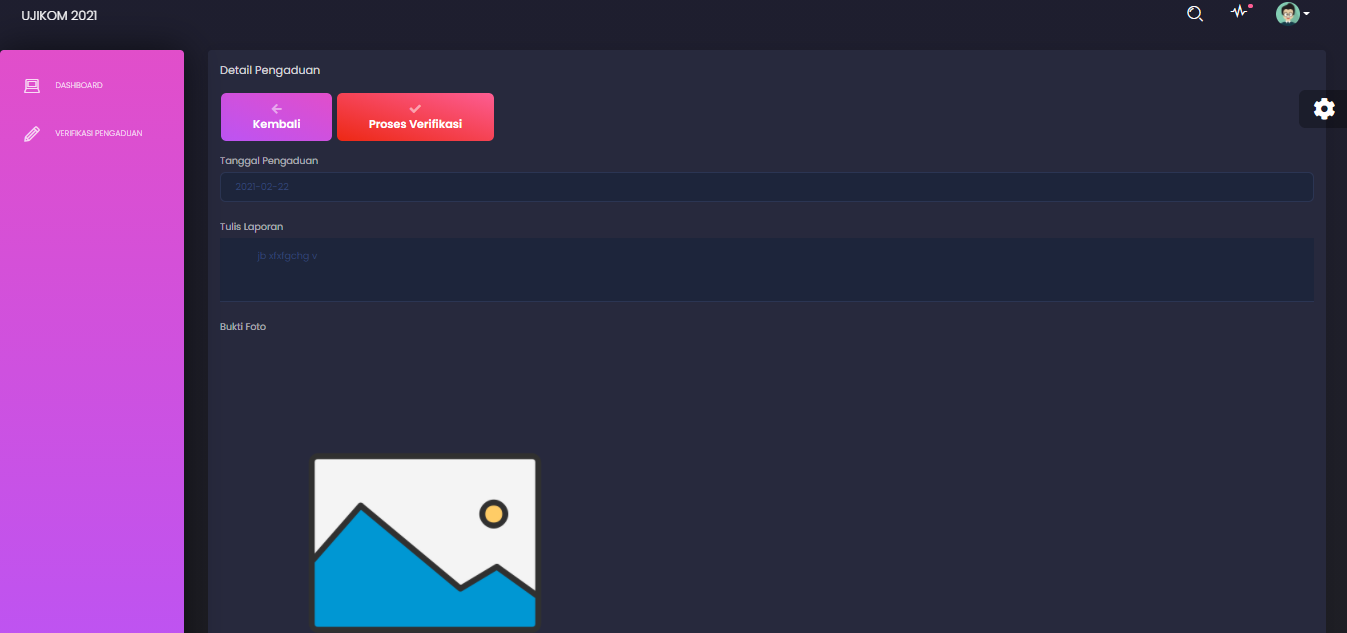 UJIKOM 2021
DASHBOARD
VERIFIKASI PENGADUAN
Detail Pengaduan
Kembali
Proses Verifikasi
Tanggal Pengaduan
2021-02-22
Tulis Laporan
jb xfxfgchg v
Bukti Foto